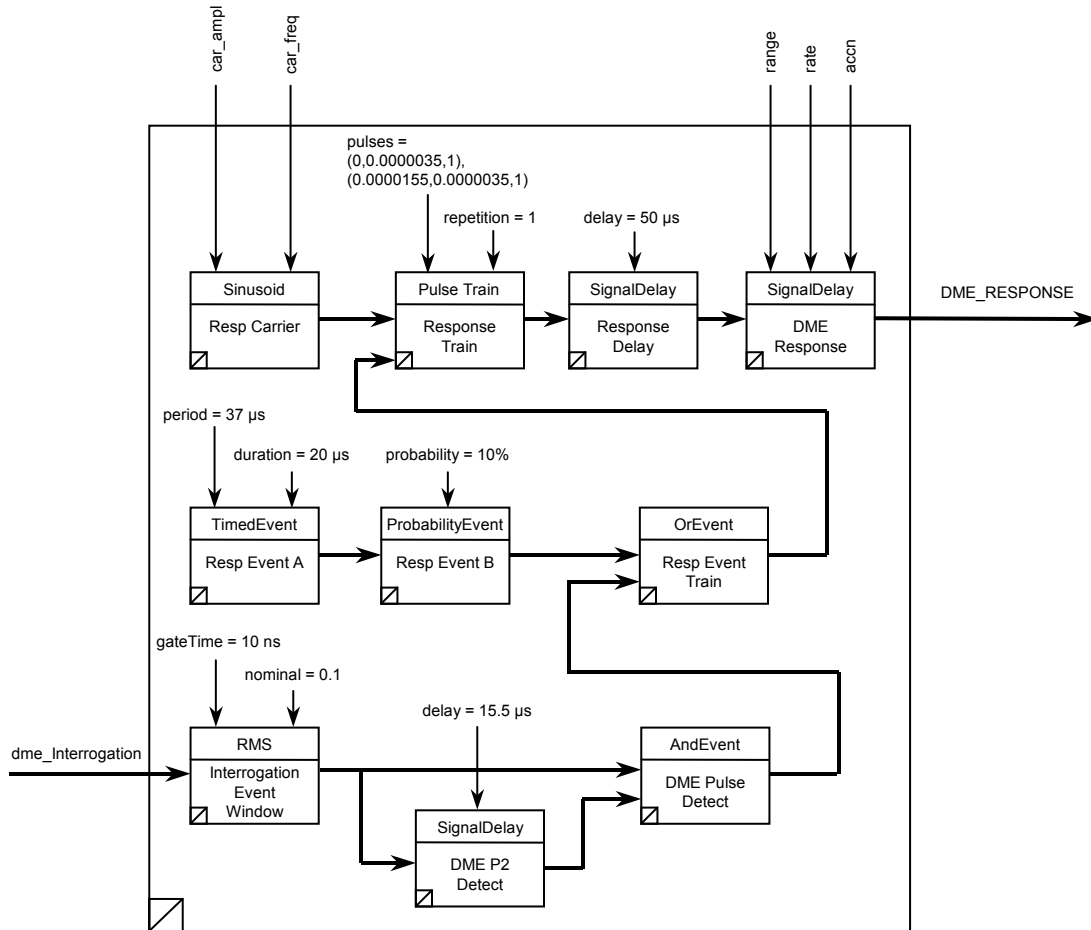 car_ampl
car_freq
range
rate
accn
pulses =
(0,0.0000035,1),
(0.0000155,0.0000035,1)
repetition = 1
delay = 50 µs
Sinusoid
Resp Carrier
Pulse Train
Response
Train
SignalDelay
Response
Delay
SignalDelay
DME
Response
DME_RESPONSE
period = 37 µs
duration = 20 µs
probability = 10%
TimedEvent
Resp Event A
ProbabilityEvent
Resp Event B
OrEvent
Resp Event
Train
gateTime = 10 ns
nominal = 0.1
delay = 15.5 µs
dme_Interrogation
RMS
Interrogation
Event
Window
SignalDelay
DME P2
Detect
AndEvent
DME Pulse
Detect